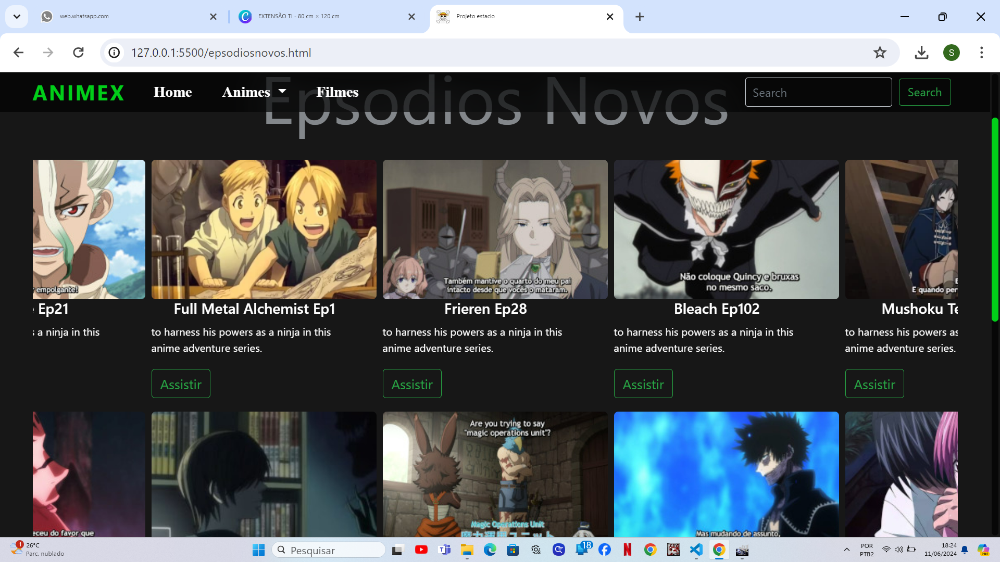 web.whatsapp.com
EXTENSÃO TI - 80 cm × 120 cm
Projeto estacio
127.0.0.1:5500/epsodiosnovos.html
S
ANIMEX
Home
Animes
Filmes
Search
Search
Epsodios Novos
empolgante!
Também mantive o quarto do meu pai
intacto desde que vocês o mataram.
Não coloque Quincy e bruxas
no mesmo saco.
E quando per
Ep21
Full Metal Alchemist Ep1
Frieren Ep28
Bleach Ep102
Mushoku Te
a ninja in this
to harness his powers as a ninja in this
anime adventure series.
to harness his powers as a ninja in this
anime adventure series.
to harness his powers as a ninja in this
anime adventure series.
to harness his powers as
anime adventure series.
Assistir
Assistir
Assistir
Assistir
eceu do favor que
Are you trying to say
"magic operations unit"?
Magic Operations Unit
Mas mudando de assunto,
1
26°C
Parc. nublado
Pesquisar
18
N
POR
PTB2
18:24
11/06/2024
PRE